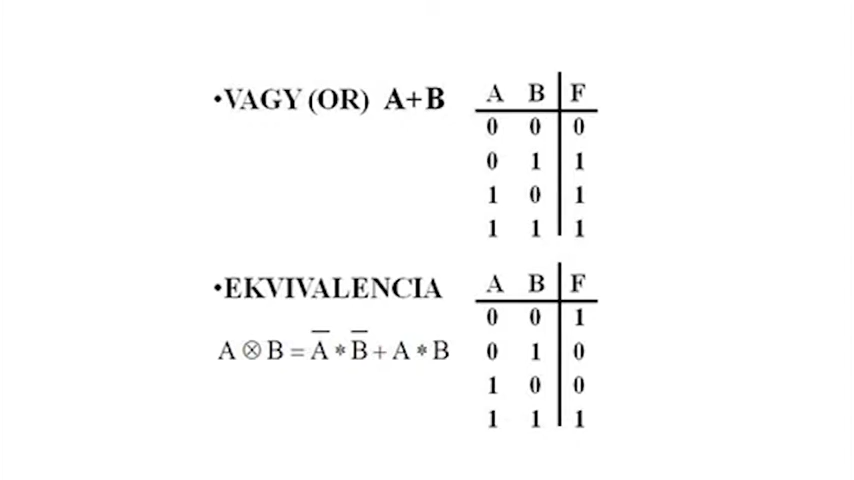 •VAGY (OR) A+B
A B F
0 0 0
0 1 1
1 0 1
1 1 1
•EKVIVALENCIA
A ⊗ B = A̅ * B̅ + A * B
A B F
0 0 1
0 1 0
1 0 0
1 1 1